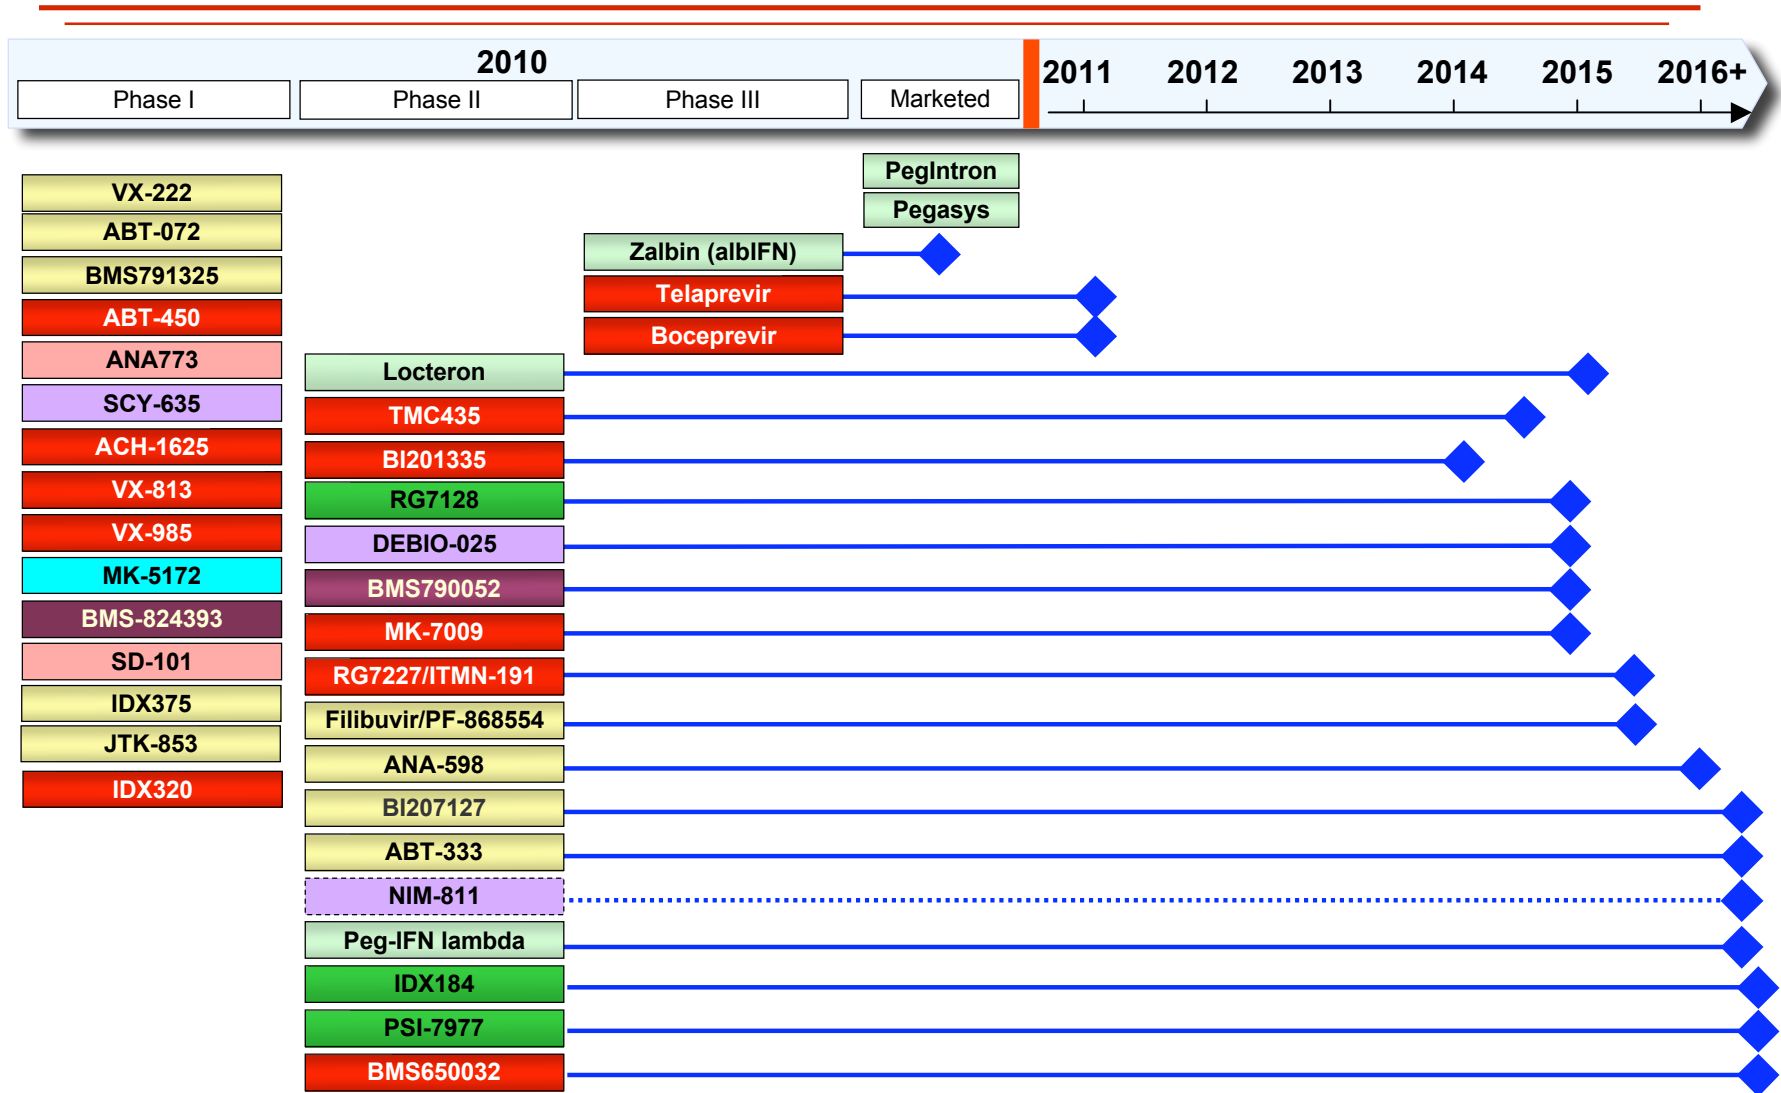 2010
2011 2012 2013 2014 2015 2016+
Phase I Phase II Phase III Marketed
PegIntron
Pegasys
Zalbin (albIFN)
Telaprevir
Boceprevir
VX-222
ABT-072
BMS791325
ABT-450
ANA773
SCY-635
ACH-1625
VX-813
VX-985
MK-5172
BMS-824393
SD-101
IDX375
JTK-853
IDX320
Locteron
TMC435
BI201335
RG7128
DEBIO-025
BMS790052
MK-7009
RG7227/ITMN-191
Filibuvir/PF-868554
ANA-598
BI207127
ABT-333
NIM-811
Peg-IFN lambda
IDX184
PSI-7977
BMS650032